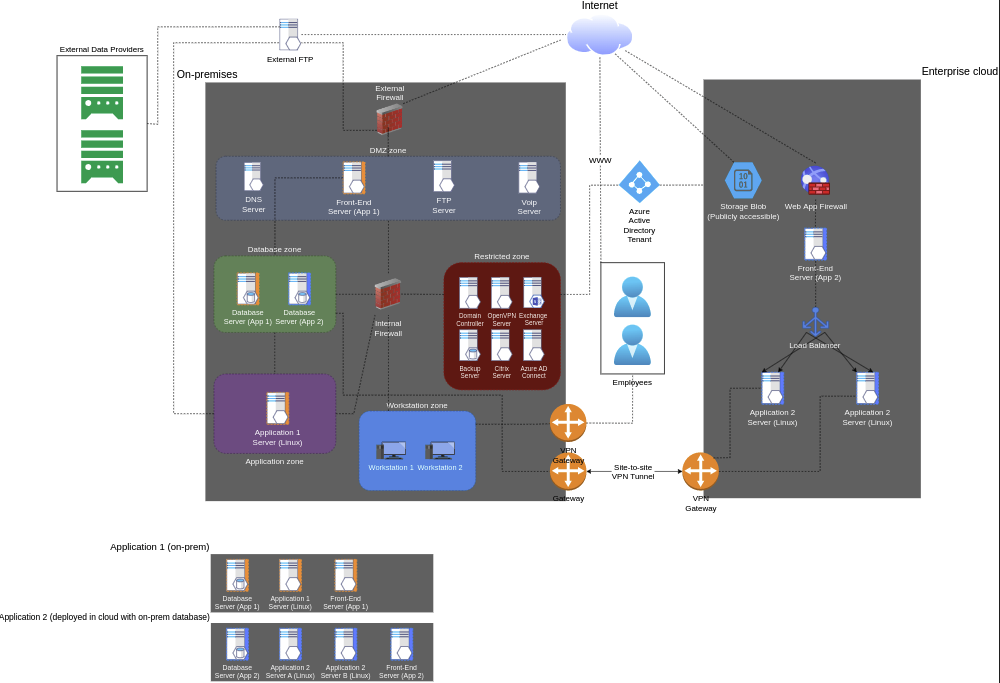 Internet
External Data Providers
External FTP
On-premises
Enterprise cloud
External
Firewall
DMZ zone
DNS
Server
Front-End
Server (App 1)
FTP
Server
Voip
Server
WWW
Azure
Active
Directory
Tenant
Storage Blob
(Publicly accessible)
10
01
Web App Firewall
Front-End
Server (App 2)
Load Balancer
Application 2
Server (Linux)
Application 2
Server (Linux)
Database zone
Database
Server (App 1)
Database
Server (App 2)
Internal
Firewall
Restricted zone
Domain
Controller
OpenVPN
Server
Exchange
Server
Backup
Server
Citrix
Server
Azure AD
Connect
Employees
Application 1
Server (Linux)
Application zone
Workstation zone
Workstation 1
Workstation 2
VPN
Gateway
Gateway
Site-to-site
VPN Tunnel
VPN
Gateway
Application 1 (on-prem)
Database
Server (App 1)
Application 1
Server (Linux)
Front-End
Server (App 1)
Application 2 (deployed in cloud with on-prem database)
Database
Server (App 2)
Application 2
Server A (Linux)
Application 2
Server B (Linux)
Front-End
Server (App 2)